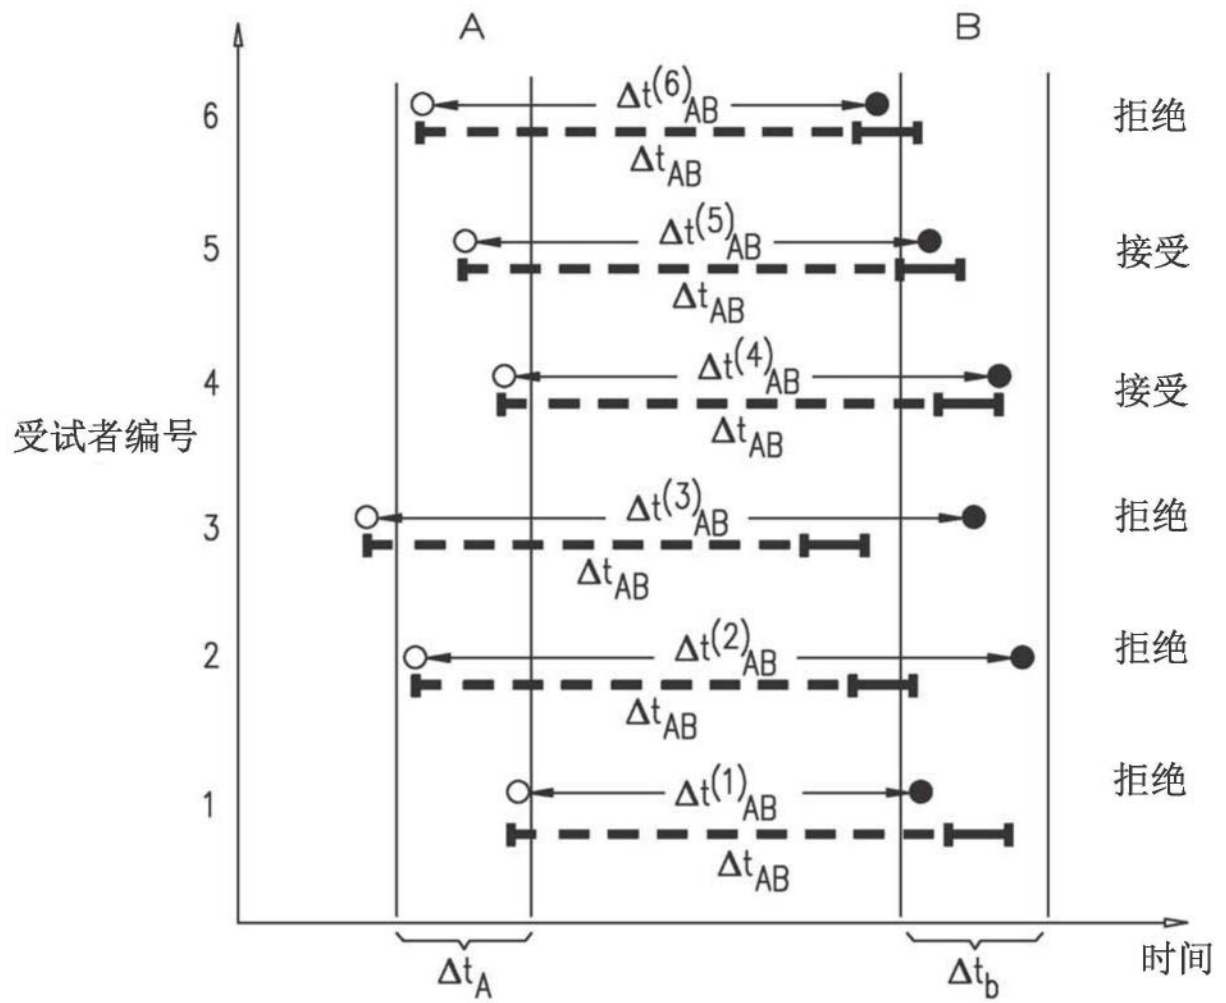 A B
6 Δt(6)AB 拒绝
ΔtAB
5 Δt(5)AB 接受
ΔtAB
4 Δt(4)AB 接受
ΔtAB
受试者编号
3 Δt(3)AB 拒绝
ΔtAB
2 Δt(2)AB 拒绝
ΔtAB
1 Δt(1)AB 拒绝
ΔtAB
时间
ΔtA Δtb